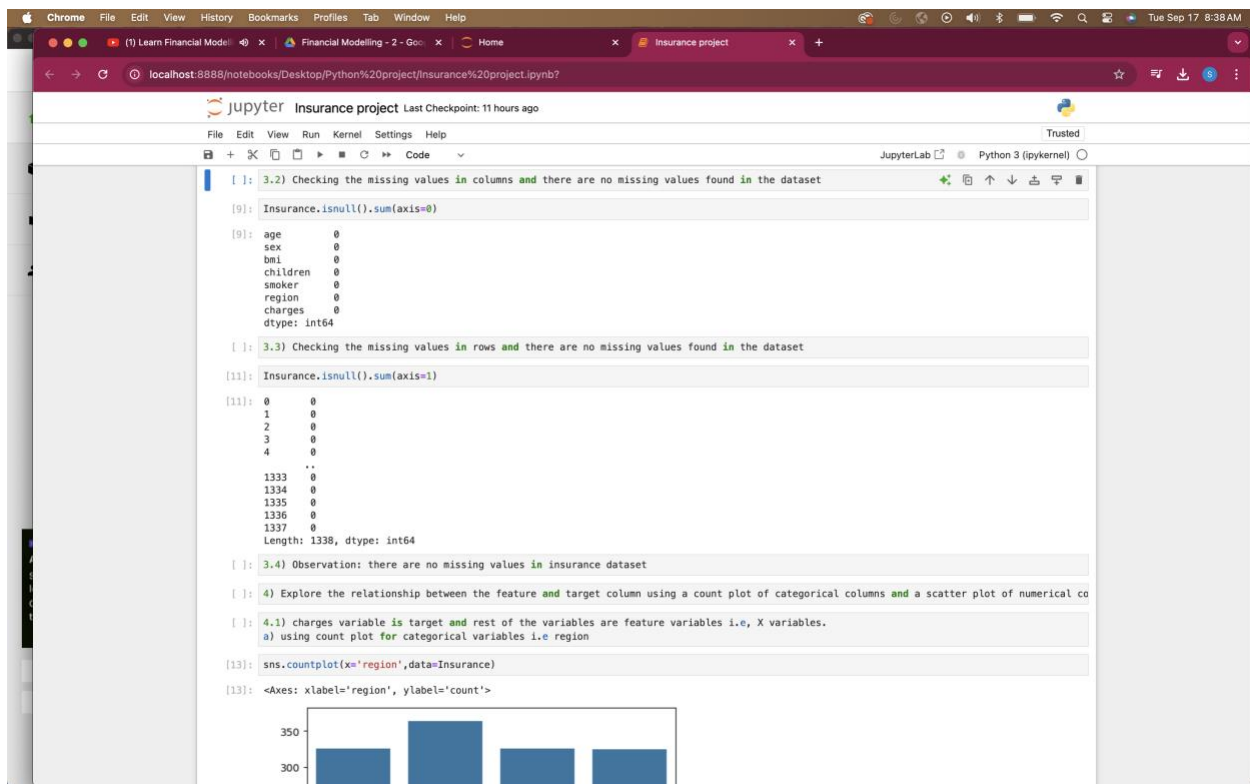 Chrome File Edit View History Bookmarks Profiles Tab Window Help Tue Sep 17 8:38 AM
(1) Learn Financial Modelli Financial Modelling - 2 - Goo Home Insurance project
localhost:8888/notebooks/Desktop/Python%20project/Insurance%20project.ipynb? S
jupyter Insurance project Last Checkpoint: 11 hours ago
File Edit View Run Kernel Settings Help Trusted
Code JupyterLab Python 3 (ipykernel)
[ ]: 3.2) Checking the missing values in columns and there are no missing values found in the dataset
[9]: Insurance.isnull().sum(axis=0)
[9]: age 0
sex 0
bmi 0
children 0
smoker 0
region 0
charges 0
dtype: int64
[ ]: 3.3) Checking the missing values in rows and there are no missing values found in the dataset
[11]: Insurance.isnull().sum(axis=1)
[11]: 0 0
1 0
2 0
3 0
4 0
..
1333 0
1334 0
1335 0
1336 0
1337 0
Length: 1338, dtype: int64
[ ]: 3.4) Observation: there are no missing values in insurance dataset
[ ]: 4) Explore the relationship between the feature and target column using a count plot of categorical columns and a scatter plot of numerical co
[ ]: 4.1) charges variable is target and rest of the variables are feature variables i.e, X variables.
a) using count plot for categorical variables i.e region
[13]: sns.countplot(x='region',data=Insurance)
[13]: <Axes: xlabel='region', ylabel='count'>
350
300